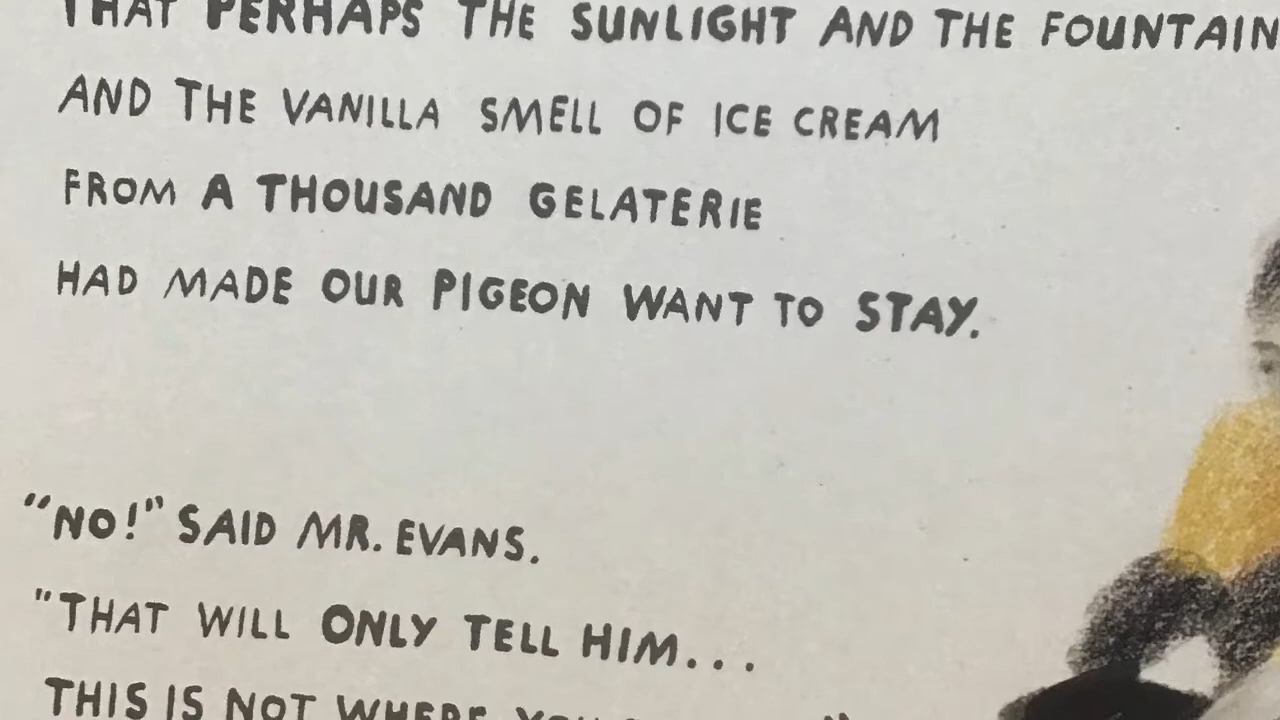 THAT PERHAPS THE SUNLIGHT AND THE FOUNTAIN
AND THE VANILLA SMELL OF ICE CREAM
FROM A THOUSAND GELATERIE
HAD MADE OUR PIGEON WANT TO STAY.
"NO!" SAID MR. EVANS.
"THAT WILL ONLY TELL HIM...
THIS IS NOT WHERE